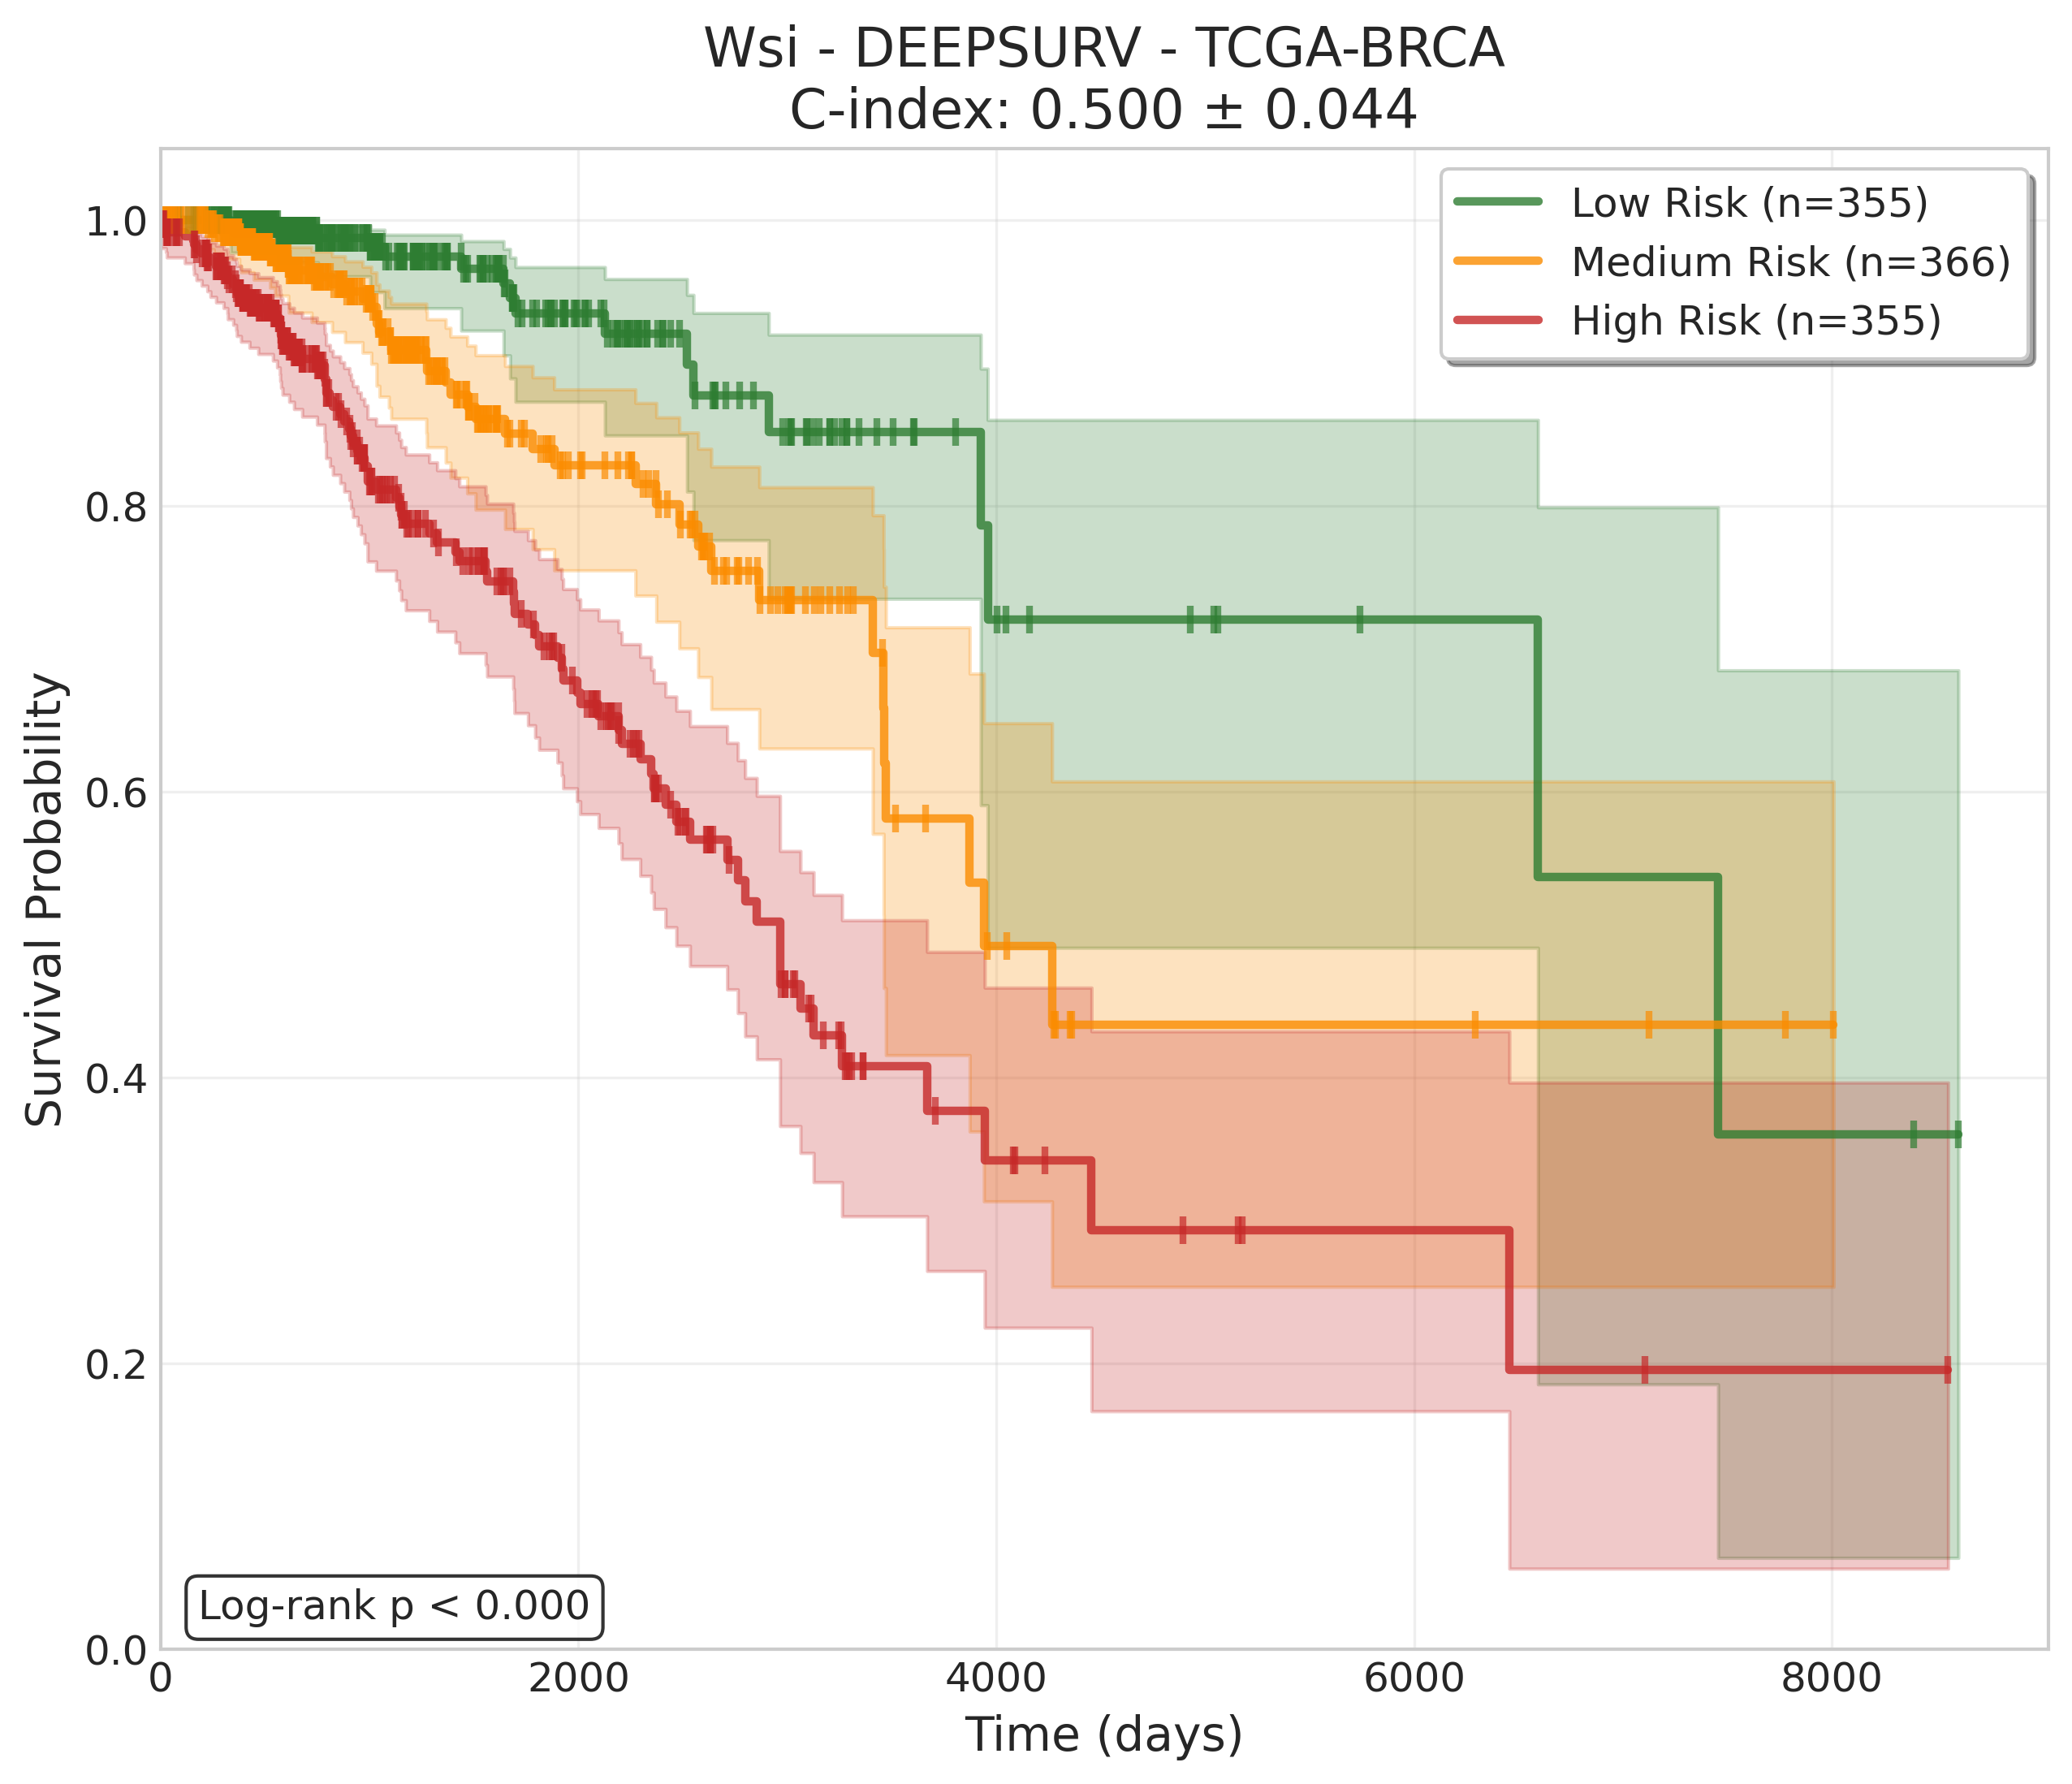 Wsi - DEEPSURV - TCGA-BRCA
C-index: 0.500 ± 0.044
Low Risk (n=355)
Medium Risk (n=366)
High Risk (n=355)
Survival Probability
1.0
0.8
0.6
0.4
0.2
0.0
Log-rank p < 0.000
0 2000 4000 6000 8000
Time (days)